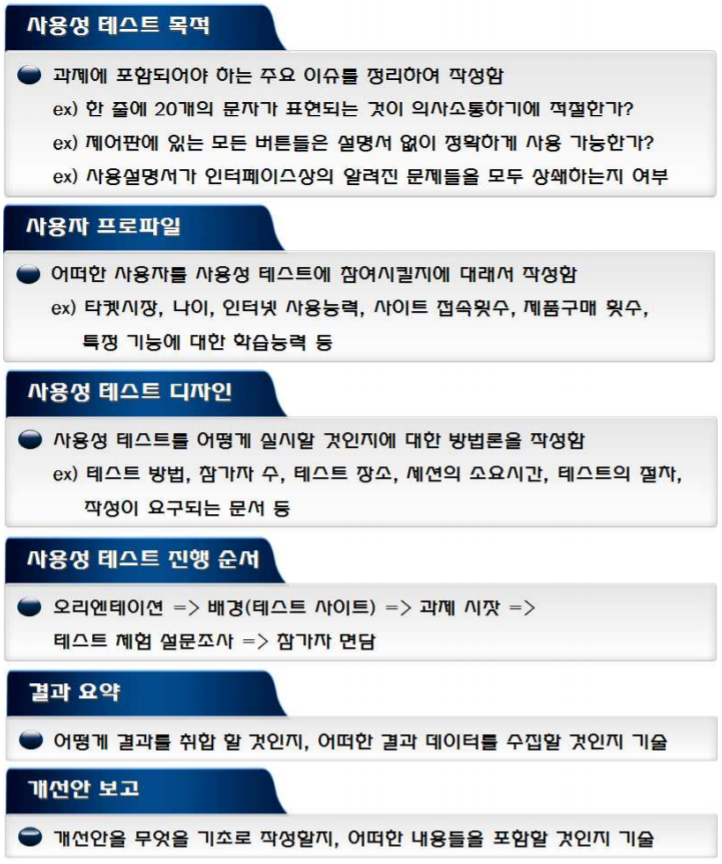 사용성 테스트 목적
과제에 포함되어야 하는 주요 이슈를 정리하여 작성함
ex) 한 줄에 20개의 문자가 표현되는 것이 의사소통하기에 적절한가?
ex) 제어판에 있는 모든 버튼들은 설명서 없이 정확하게 사용 가능한가?
ex) 사용설명서가 인터페이스상의 알려진 문제들을 모두 상쇄하는지 여부
사용자 프로파일
어떠한 사용자를 사용성 테스트에 참여시킬지에 대래서 작성함
ex) 타켓시장, 나이, 인터넷 사용능력, 사이트 접속횟수, 제품구매 횟수,
특정 기능에 대한 학습능력 등
사용성 테스트 디자인
사용성 테스트를 어떻게 실시할 것인지에 대한 방법론을 작성함
ex) 테스트 방법, 참가자 수, 테스트 장소, 세션의 소요시간, 테스트의 절차,
작성이 요구되는 문서 등
사용성 테스트 진행 순서
오리엔테이션 => 배경(테스트 사이트) => 과제 시작 =>
테스트 체험 설문조사 => 참가자 면담
결과 요약
어떻게 결과를 취합 할 것인지, 어떠한 결과 데이터를 수집할 것인지 기술
개선안 보고
개선안을 무엇을 기초로 작성할지, 어떠한 내용들을 포함할 것인지 기술